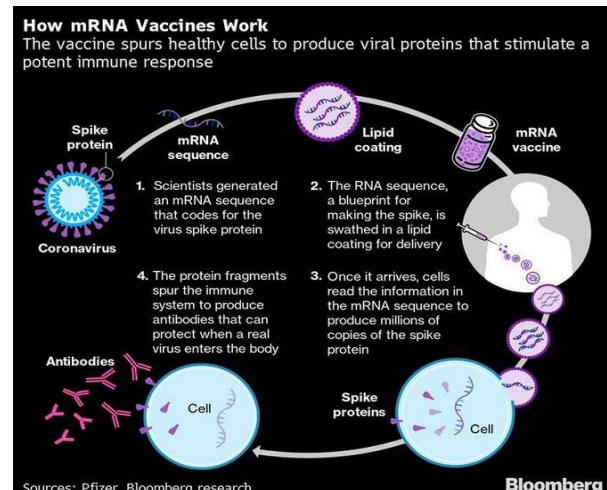 How mRNA Vaccines Work
The vaccine spurs healthy cells to produce viral proteins that stimulate a
potent immune response
Spike
protein
mRNA
sequence
Lipid
coating
mRNA
vaccine
Coronavirus
1. Scientists generated
an mRNA sequence
that codes for the
virus spike protein
2. The RNA sequence,
a blueprint for
making the spike, is
swathed in a lipid
coating for delivery
3. Once it arrives, cells
read the information in
the mRNA sequence to
produce millions of
copies of the spike
protein
4. The protein fragments
spur the immune
system to produce
antibodies that can
protect when a real
virus enters the body
Antibodies
Cell
Spike
proteins
Cell
Sources: Pfizer, Bloomberg research
Bloomberg